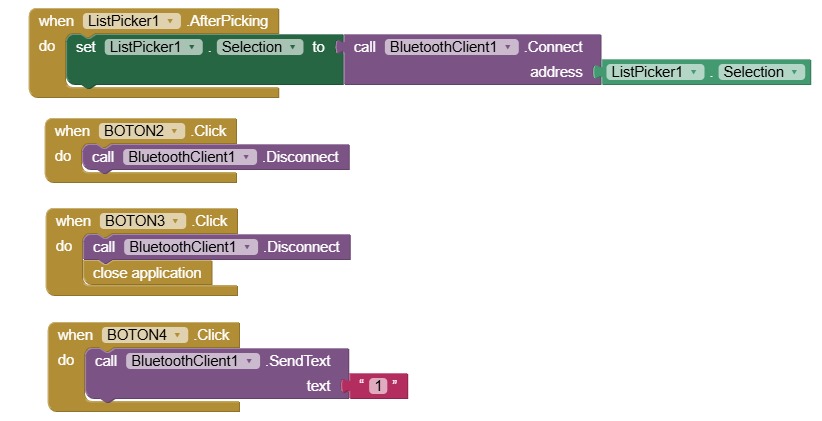 when ListPicker1 .AfterPicking
do set ListPicker1 . Selection to call BluetoothClient1 .Connect
address ListPicker1 . Selection
when BOTON2 .Click
do call BluetoothClient1 .Disconnect
when BOTON3 .Click
do call BluetoothClient1 .Disconnect
close application
when BOTON4 .Click
do call BluetoothClient1 .SendText
text “ 1 ”